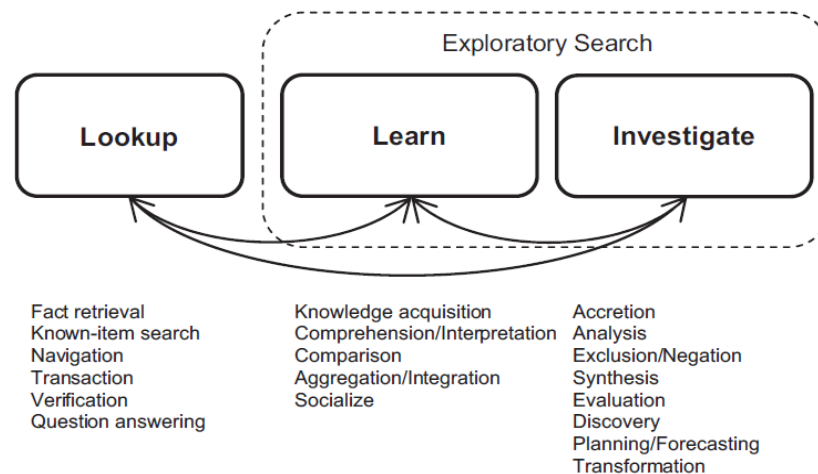 Exploratory Search
Lookup
Learn
Investigate
Fact retrieval
Known-item search
Navigation
Transaction
Verification
Question answering
Knowledge acquisition
Comprehension/Interpretation
Comparison
Aggregation/Integration
Socialize
Accretion
Analysis
Exclusion/Negation
Synthesis
Evaluation
Discovery
Planning/Forecasting
Transformation